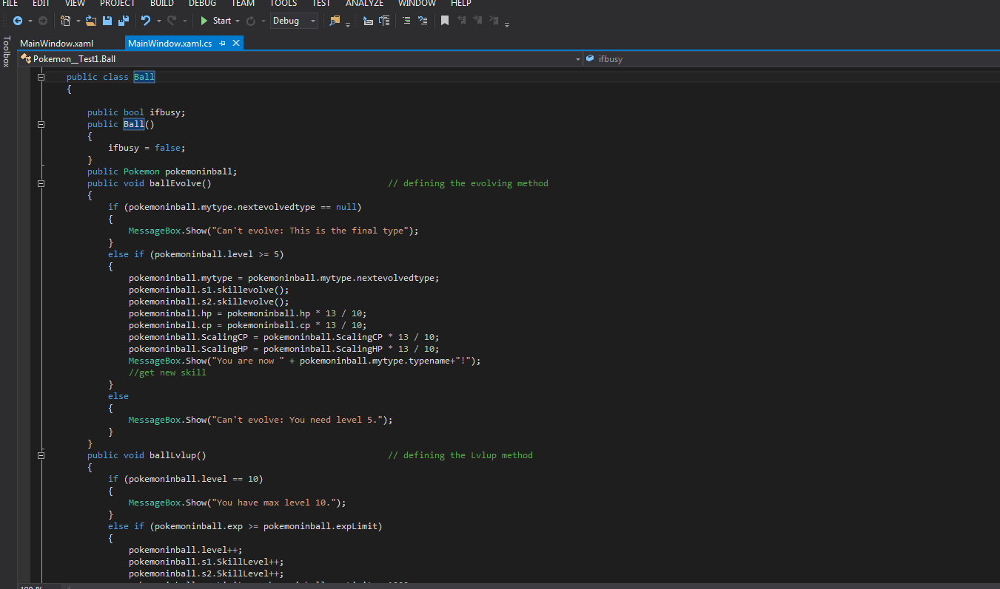 FILE EDIT VIEW PROJECT BUILD DEBUG TEAM TOOLS TEST ANALYZE WINDOW HELP
Start Debug
Toolbox
MainWindow.xaml MainWindow.xaml.cs
Pokemon__Test1.Ball ifbusy
public class Ball
{
public bool ifbusy;
public Ball()
{
ifbusy = false;
}
public Pokemon pokemoninball;
public void ballEvolve() // defining the evolving method
{
if (pokemoninball.mytype.nextevolvedtype == null)
{
MessageBox.Show("Can't evolve: This is the final type");
}
else if (pokemoninball.level >= 5)
{
pokemoninball.mytype = pokemoninball.mytype.nextevolvedtype;
pokemoninball.s1.skillevolve();
pokemoninball.s2.skillevolve();
pokemoninball.hp = pokemoninball.hp * 13 / 10;
pokemoninball.cp = pokemoninball.cp * 13 / 10;
pokemoninball.ScalingCP = pokemoninball.ScalingCP * 13 / 10;
pokemoninball.ScalingHP = pokemoninball.ScalingHP * 13 / 10;
MessageBox.Show("You are now " + pokemoninball.mytype.typename+"!");
//get new skill
}
else
{
MessageBox.Show("Can't evolve: You need level 5.");
}
}
public void ballLvlup() // defining the Lvlup method
{
if (pokemoninball.level == 10)
{
MessageBox.Show("You have max level 10.");
}
else if (pokemoninball.exp >= pokemoninball.expLimit)
{
pokemoninball.level++;
pokemoninball.s1.SkillLevel++;
pokemoninball.s2.SkillLevel++;
100 %